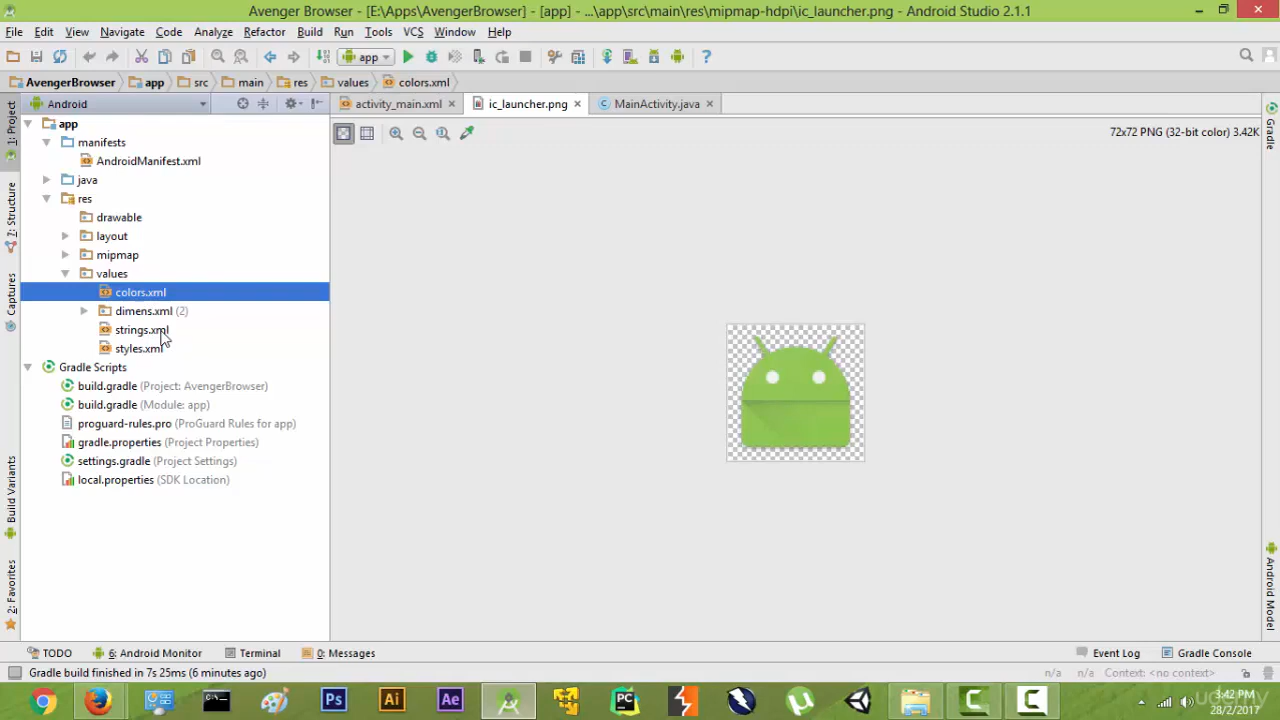 Avenger Browser - [E:\Apps\AvengerBrowser] - [app] - ...\app\src\main\res\mipmap-hdpi\ic_launcher.png - Android Studio 2.1.1
File Edit View Navigate Code Analyze Refactor Build Run Tools VCS Window Help
app
AvengerBrowser app src main res values colors.xml
Android activity_main.xml ic_launcher.png MainActivity.java
72x72 PNG (32-bit color) 3.42K
1: Project
7: Structure
Captures
Build Variants
2: Favorites
app
manifests
AndroidManifest.xml
java
res
drawable
layout
mipmap
values
colors.xml
dimens.xml (2)
strings.xml
styles.xml
Gradle Scripts
build.gradle (Project: AvengerBrowser)
build.gradle (Module: app)
proguard-rules.pro (ProGuard Rules for app)
gradle.properties (Project Properties)
settings.gradle (Project Settings)
local.properties (SDK Location)
Gradle
Android Model
TODO 6: Android Monitor Terminal 0: Messages Event Log Gradle Console
Gradle build finished in 7s 25ms (6 minutes ago) n/a n/a Context: <no context>
Ps Ai Ae PC
3:42 PM
28/2/2017
udemy